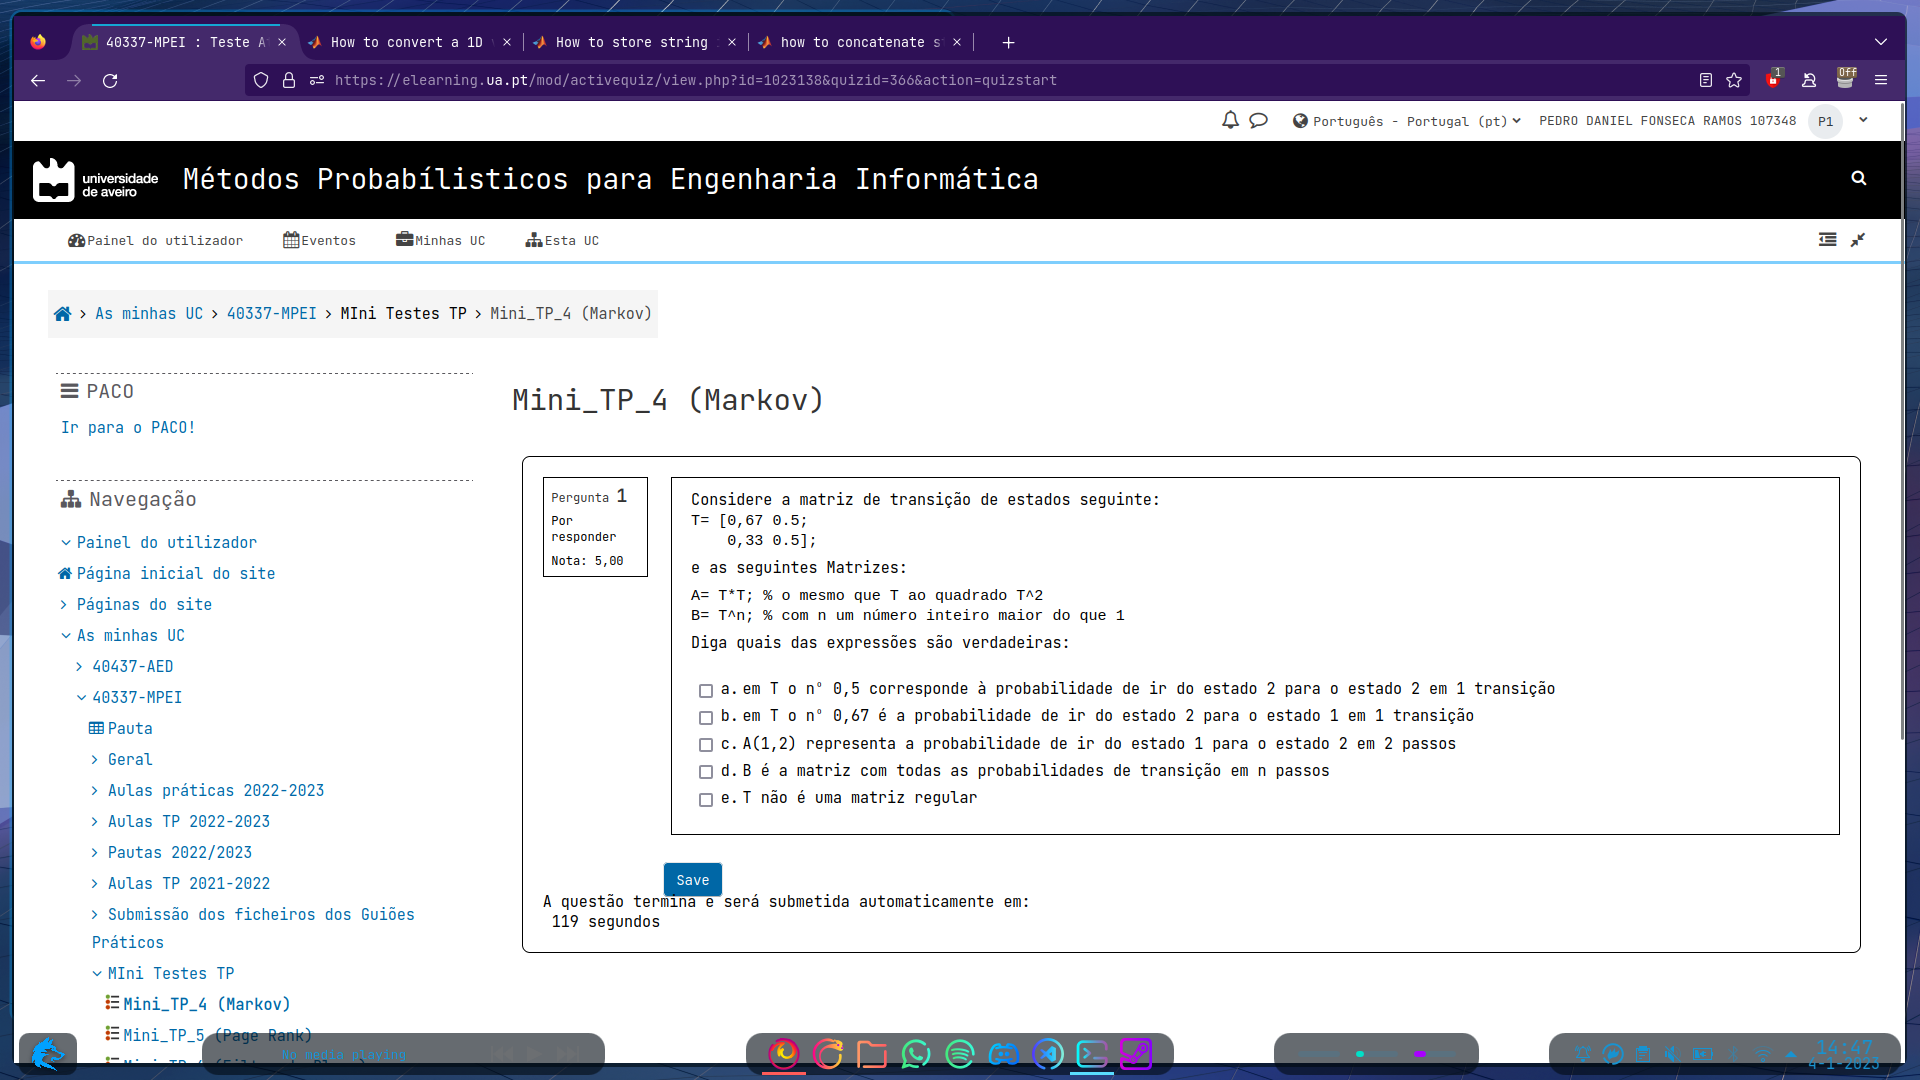 40337-MPEI : Teste A
How to convert a 1D
How to store string
how to concatenate s
https://elearning.ua.pt/mod/activequiz/view.php?id=1023138&quizid=366&action=quizstart
1
Off
Português - Portugal (pt)
PEDRO DANIEL FONSECA RAMOS 107348
P1
universidade
de aveiro
Métodos Probabílisticos para Engenharia Informática
Painel do utilizador
Eventos
Minhas UC
Esta UC
As minhas UC > 40337-MPEI > MIni Testes TP > Mini_TP_4 (Markov)
PACO
Ir para o PACO!
Navegação
Painel do utilizador
Página inicial do site
Páginas do site
As minhas UC
40437-AED
40337-MPEI
Pauta
Geral
Aulas práticas 2022-2023
Aulas TP 2022-2023
Pautas 2022/2023
Aulas TP 2021-2022
Submissão dos ficheiros dos Guiões
Práticos
MIni Testes TP
Mini_TP_4 (Markov)
Mini_TP_5 (Page Rank)
Mini_TP_4 (Markov)
Pergunta 1
Por
responder
Nota: 5,00
Considere a matriz de transição de estados seguinte:
T= [0,67 0.5;
0,33 0.5];
e as seguintes Matrizes:
A= T*T; % o mesmo que T ao quadrado T^2
B= T^n; % com n um número inteiro maior do que 1
Diga quais das expressões são verdadeiras:
a. em T o nº 0,5 corresponde à probabilidade de ir do estado 2 para o estado 2 em 1 transição
b. em T o nº 0,67 é a probabilidade de ir do estado 2 para o estado 1 em 1 transição
c. A(1,2) representa a probabilidade de ir do estado 1 para o estado 2 em 2 passos
d. B é a matriz com todas as probabilidades de transição em n passos
e. T não é uma matriz regular
Save
A questão termina e será submetida automaticamente em:
119 segundos
No media playing
14:47
4-1-2023